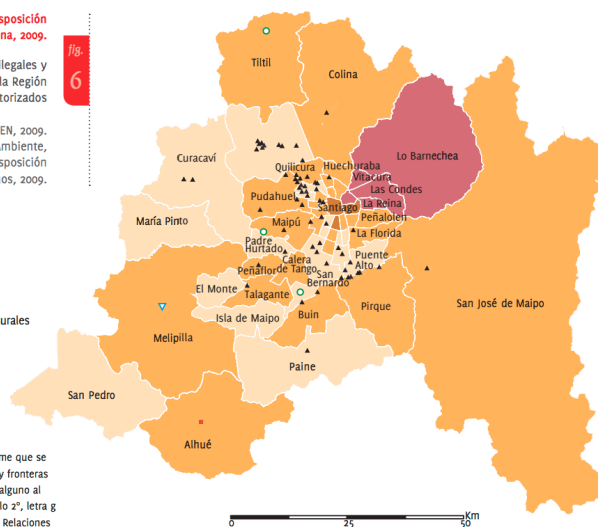 sposición
na, 2009.
fig.
6
ilegales y
la Región
torizados
EN, 2009.
mbiente,
sposición
os, 2009.
Tiltil
Colina
Lo Barnechea
Curacaví
Quilicura
Huechuraba
Vitacura
Las Condes
La Reina
Pudahuel
Santiago
Peñalolén
María Pinto
Maipú
La Florida
Padre
Hurtado
Calera
de Tango
Puente
Alto
Peñaflor
San
Bernardo
El Monte
Talagante
San José de Maipo
Pirque
Isla de Maipo
Buin
urales
Melipilla
Paine
San Pedro
Alhué
me que se
y fronteras
alguno al
lo 2º, letra g
Relaciones
0
25
50
Km